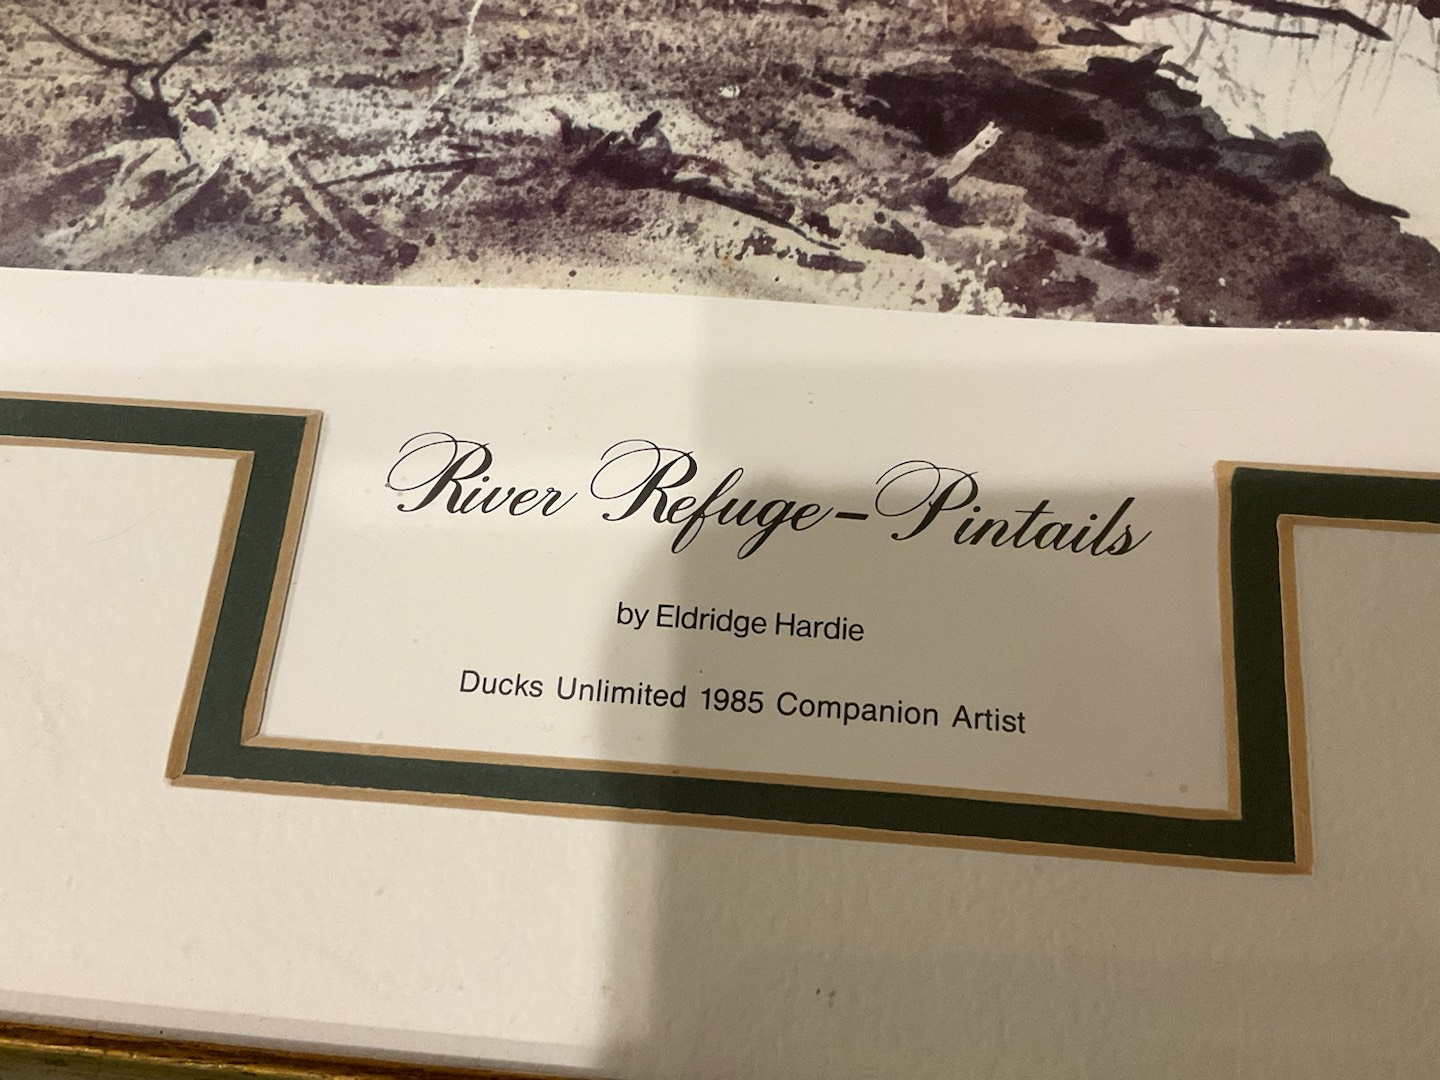 River Refuge – Pintails
by Eldridge Hardie
Ducks Unlimited 1985 Companion Artist